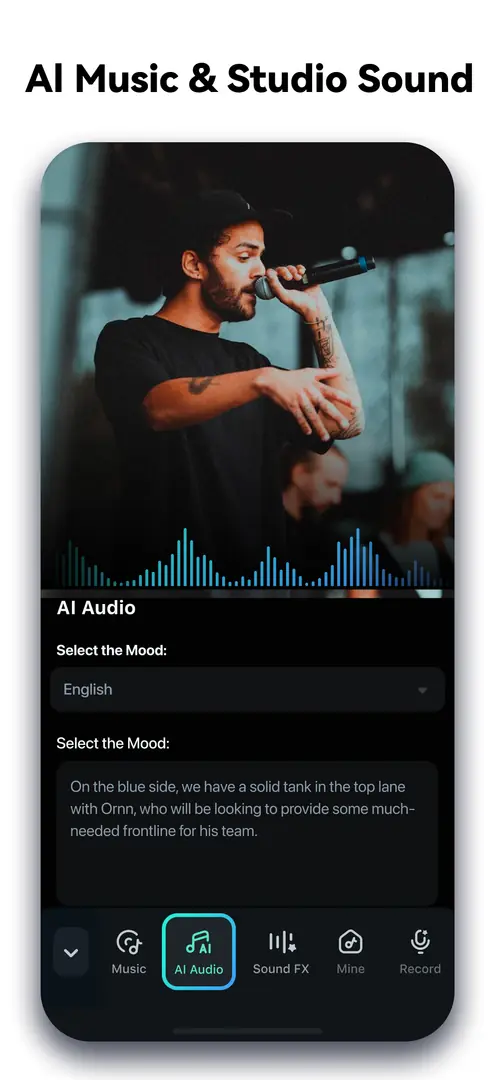 AI Music & Studio Sound
AI Audio
Select the Mood:
English
Select the Mood:
On the blue side, we have a solid tank in the top lane
with Ornn, who will be looking to provide some much-
needed frontline for his team.
Music
AI Audio
Sound FX
Mine
Record